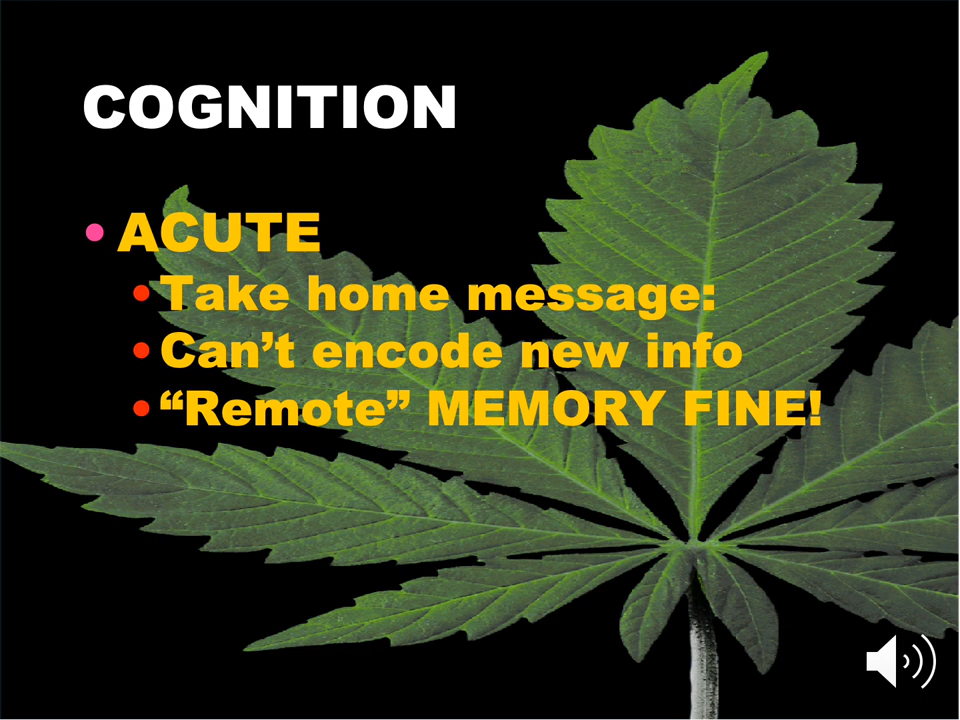 COGNITION
• ACUTE
• Take home message:
• Can’t encode new info
• “Remote” MEMORY FINE!